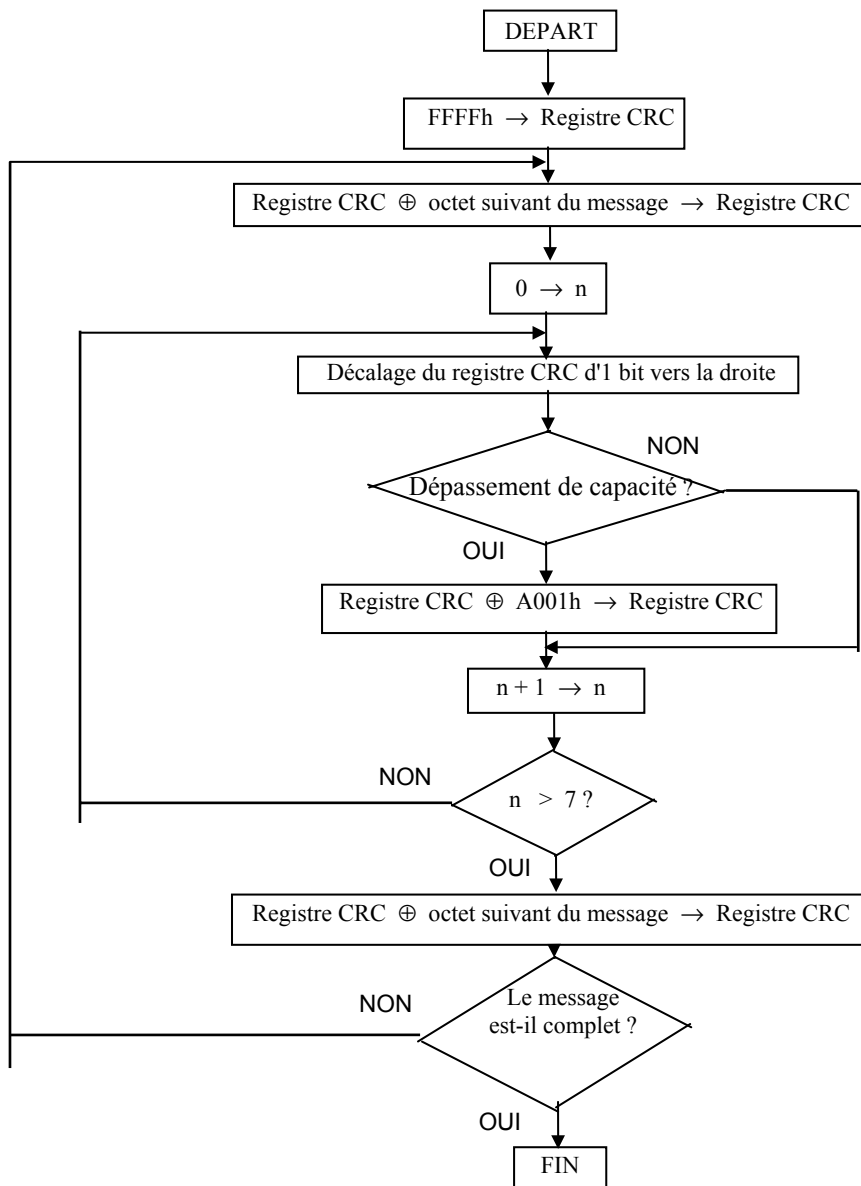 DEPART
FFFFh → Registre CRC
Registre CRC ⊕ octet suivant du message → Registre CRC
0 → n
Décalage du registre CRC d'1 bit vers la droite
NON
Dépassement de capacité ?
OUI
Registre CRC ⊕ A001h → Registre CRC
n + 1 → n
NON
n > 7 ?
OUI
Registre CRC ⊕ octet suivant du message → Registre CRC
NON
Le message
est-il complet ?
OUI
FIN